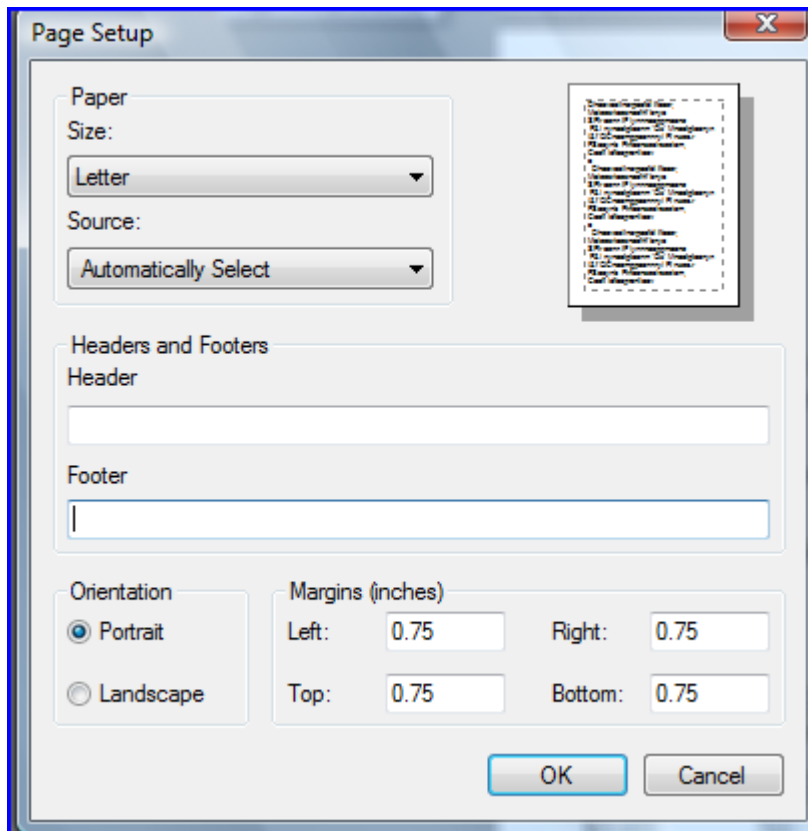 Page Setup
Paper
Size:
Letter
Source:
Automatically Select
Headers and Footers
Header
Footer
Orientation
Portrait
Landscape
Margins (inches)
Left: 0.75 Right: 0.75
Top: 0.75 Bottom: 0.75
OK Cancel